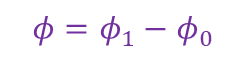 𝜙 = 𝜙₁ − 𝜙₀